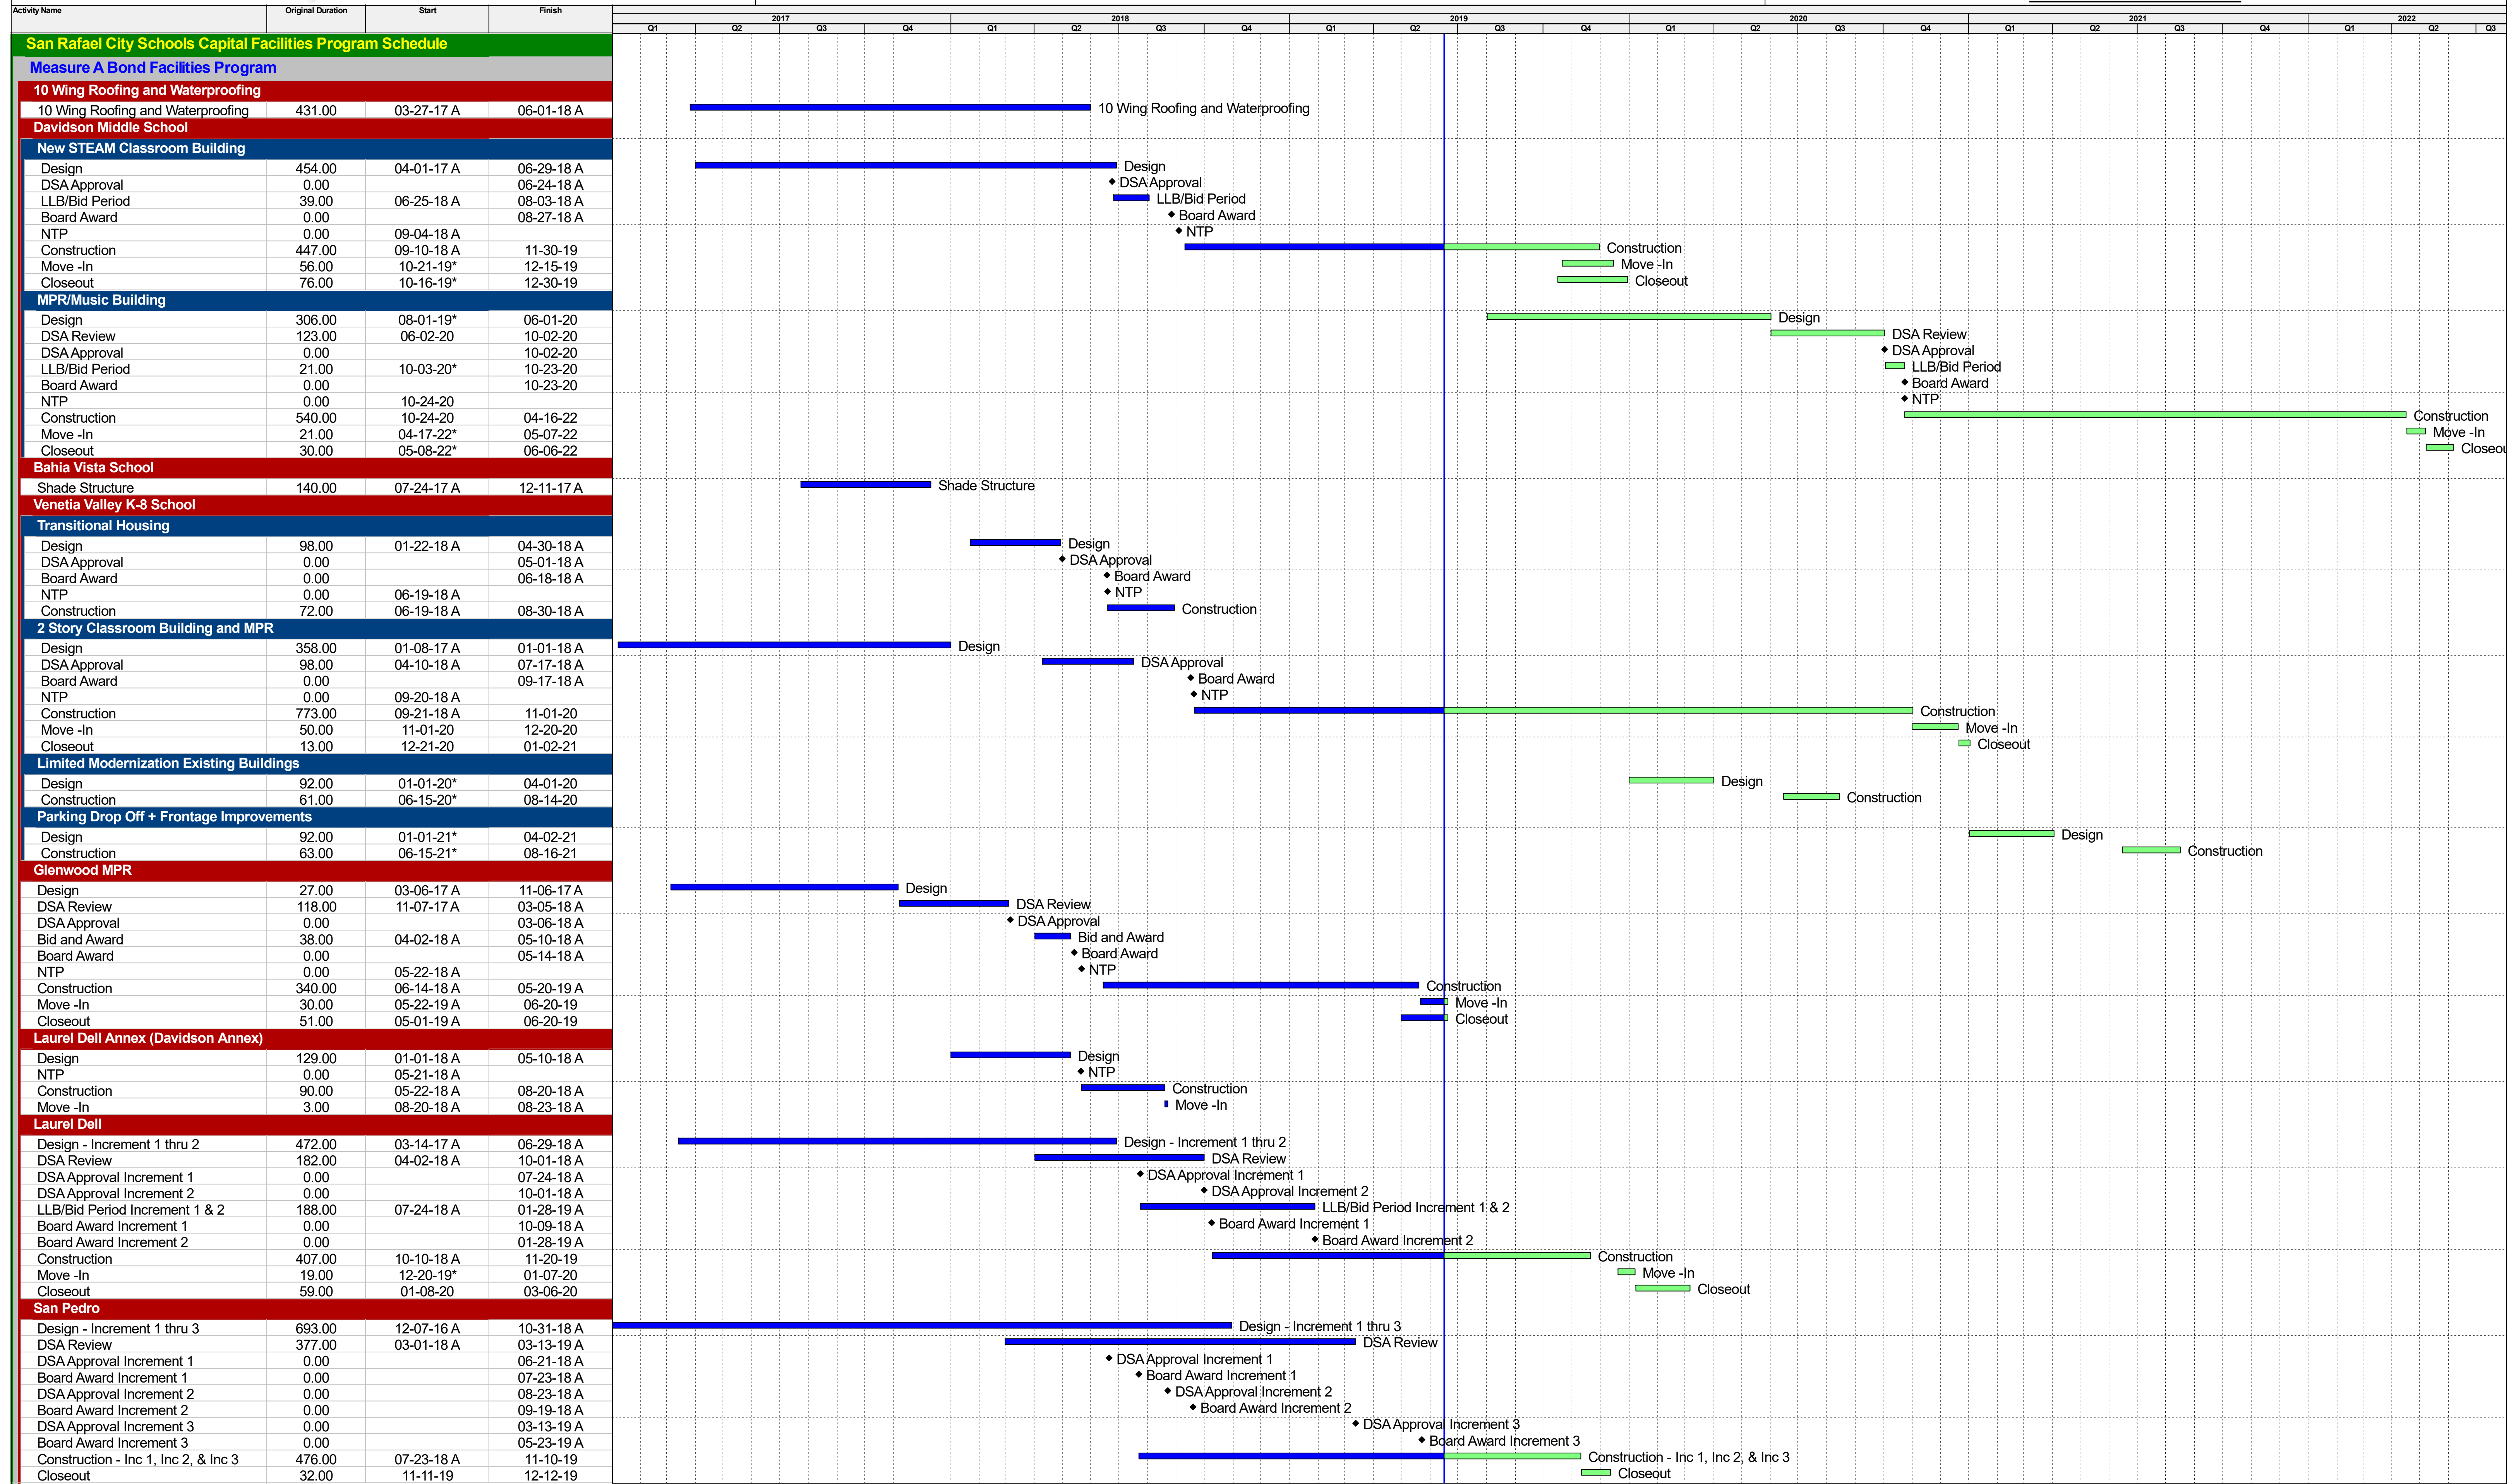 Activity Name Original Duration Start Finish 2017 2018 2019 2020 2021 2022
Q1 Q2 Q3 Q4 Q1 Q2 Q3 Q4 Q1 Q2 Q3 Q4 Q1 Q2 Q3 Q4 Q1 Q2 Q3 Q4 Q1 Q2 Q3
San Rafael City Schools Capital Facilities Program Schedule
Measure A Bond Facilities Program
10 Wing Roofing and Waterproofing
10 Wing Roofing and Waterproofing 431.00 03-27-17 A 06-01-18 A 10 Wing Roofing and Waterproofing
Davidson Middle School
New STEAM Classroom Building
Design 454.00 04-01-17 A 06-29-18 A Design
DSA Approval 0.00 06-24-18 A DSA Approval
LLB/Bid Period 39.00 06-25-18 A 08-03-18 A LLB/Bid Period
Board Award 0.00 08-27-18 A Board Award
NTP 0.00 09-04-18 A NTP
Construction 447.00 09-10-18 A 11-30-19 Construction
Move -In 56.00 10-21-19* 12-15-19 Move -In
Closeout 76.00 10-16-19* 12-30-19 Closeout
MPR/Music Building
Design 306.00 08-01-19* 06-01-20 Design
DSA Review 123.00 06-02-20 10-02-20 DSA Review
DSA Approval 0.00 10-02-20 DSA Approval
LLB/Bid Period 21.00 10-03-20* 10-23-20 LLB/Bid Period
Board Award 0.00 10-23-20 Board Award
NTP 0.00 10-24-20 NTP
Construction 540.00 10-24-20 04-16-22 Construction
Move -In 21.00 04-17-22* 05-07-22 Move -In
Closeout 30.00 05-08-22* 06-06-22 Closeou
Bahia Vista School
Shade Structure 140.00 07-24-17 A 12-11-17 A Shade Structure
Venetia Valley K-8 School
Transitional Housing
Design 98.00 01-22-18 A 04-30-18 A Design
DSA Approval 0.00 05-01-18 A DSA Approval
Board Award 0.00 06-18-18 A Board Award
NTP 0.00 06-19-18 A NTP
Construction 72.00 06-19-18 A 08-30-18 A Construction
2 Story Classroom Building and MPR
Design 358.00 01-08-17 A 01-01-18 A Design
DSA Approval 98.00 04-10-18 A 07-17-18 A DSA Approval
Board Award 0.00 09-17-18 A Board Award
NTP 0.00 09-20-18 A NTP
Construction 773.00 09-21-18 A 11-01-20 Construction
Move -In 50.00 11-01-20 12-20-20 Move -In
Closeout 13.00 12-21-20 01-02-21 Closeout
Limited Modernization Existing Buildings
Design 92.00 01-01-20* 04-01-20 Design
Construction 61.00 06-15-20* 08-14-20 Construction
Parking Drop Off + Frontage Improvements
Design 92.00 01-01-21* 04-02-21 Design
Construction 63.00 06-15-21* 08-16-21 Construction
Glenwood MPR
Design 27.00 03-06-17 A 11-06-17 A Design
DSA Review 118.00 11-07-17 A 03-05-18 A DSA Review
DSA Approval 0.00 03-06-18 A DSA Approval
Bid and Award 38.00 04-02-18 A 05-10-18 A Bid and Award
Board Award 0.00 05-14-18 A Board Award
NTP 0.00 05-22-18 A NTP
Construction 340.00 06-14-18 A 05-20-19 A Construction
Move -In 30.00 05-22-19 A 06-20-19 Move -In
Closeout 51.00 05-01-19 A 06-20-19 Closeout
Laurel Dell Annex (Davidson Annex)
Design 129.00 01-01-18 A 05-10-18 A Design
NTP 0.00 05-21-18 A NTP
Construction 90.00 05-22-18 A 08-20-18 A Construction
Move -In 3.00 08-20-18 A 08-23-18 A Move -In
Laurel Dell
Design - Increment 1 thru 2 472.00 03-14-17 A 06-29-18 A Design - Increment 1 thru 2
DSA Review 182.00 04-02-18 A 10-01-18 A DSA Review
DSA Approval Increment 1 0.00 07-24-18 A DSA Approval Increment 1
DSA Approval Increment 2 0.00 10-01-18 A DSA Approval Increment 2
LLB/Bid Period Increment 1 & 2 188.00 07-24-18 A 01-28-19 A LLB/Bid Period Increment 1 & 2
Board Award Increment 1 0.00 10-09-18 A Board Award Increment 1
Board Award Increment 2 0.00 01-28-19 A Board Award Increment 2
Construction 407.00 10-10-18 A 11-20-19 Construction
Move -In 19.00 12-20-19* 01-07-20 Move -In
Closeout 59.00 01-08-20 03-06-20 Closeout
San Pedro
Design - Increment 1 thru 3 693.00 12-07-16 A 10-31-18 A Design - Increment 1 thru 3
DSA Review 377.00 03-01-18 A 03-13-19 A DSA Review
DSA Approval Increment 1 0.00 06-21-18 A DSA Approval Increment 1
Board Award Increment 1 0.00 07-23-18 A Board Award Increment 1
DSA Approval Increment 2 0.00 08-23-18 A DSA Approval Increment 2
Board Award Increment 2 0.00 09-19-18 A Board Award Increment 2
DSA Approval Increment 3 0.00 03-13-19 A DSA Approval Increment 3
Board Award Increment 3 0.00 05-23-19 A Board Award Increment 3
Construction - Inc 1, Inc 2, & Inc 3 476.00 07-23-18 A 11-10-19 Construction - Inc 1, Inc 2, & Inc 3
Closeout 32.00 11-11-19 12-12-19 Closeout